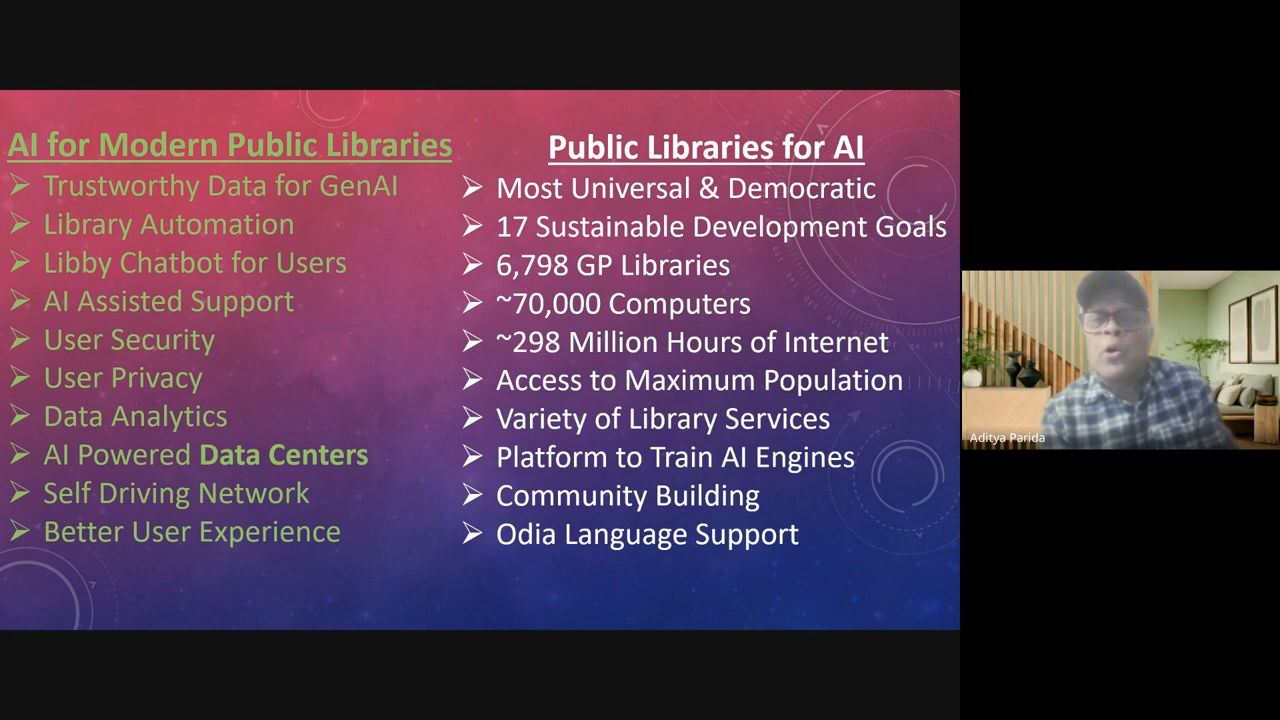 AI for Modern Public Libraries
Trustworthy Data for GenAI
Library Automation
Libby Chatbot for Users
AI Assisted Support
User Security
User Privacy
Data Analytics
AI Powered Data Centers
Self Driving Network
Better User Experience
Public Libraries for AI
Most Universal & Democratic
17 Sustainable Development Goals
6,798 GP Libraries
~70,000 Computers
~298 Million Hours of Internet
Access to Maximum Population
Variety of Library Services
Platform to Train AI Engines
Community Building
Odia Language Support
Aditya Parida